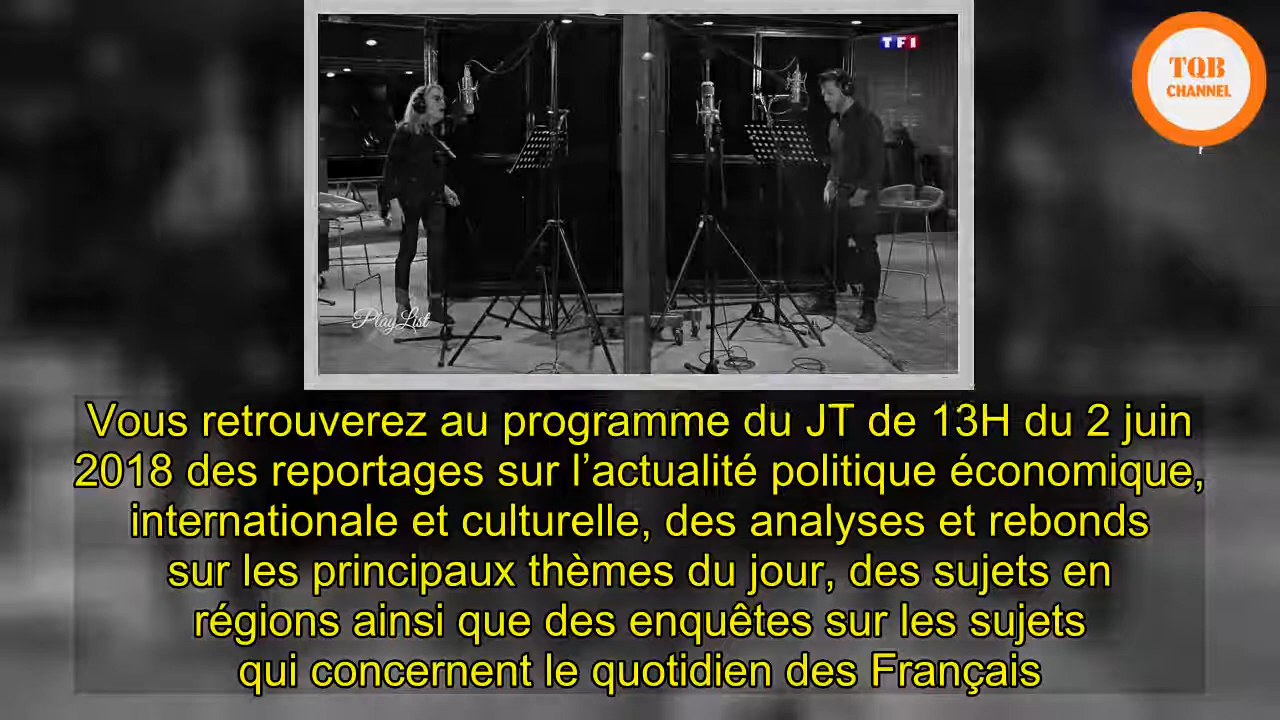 TF1
TQB
CHANNEL
PlayList
Vous retrouverez au programme du JT de 13H du 2 juin
2018 des reportages sur l’actualité politique économique,
internationale et culturelle, des analyses et rebonds
sur les principaux thèmes du jour, des sujets en
régions ainsi que des enquêtes sur les sujets
qui concernent le quotidien des Français